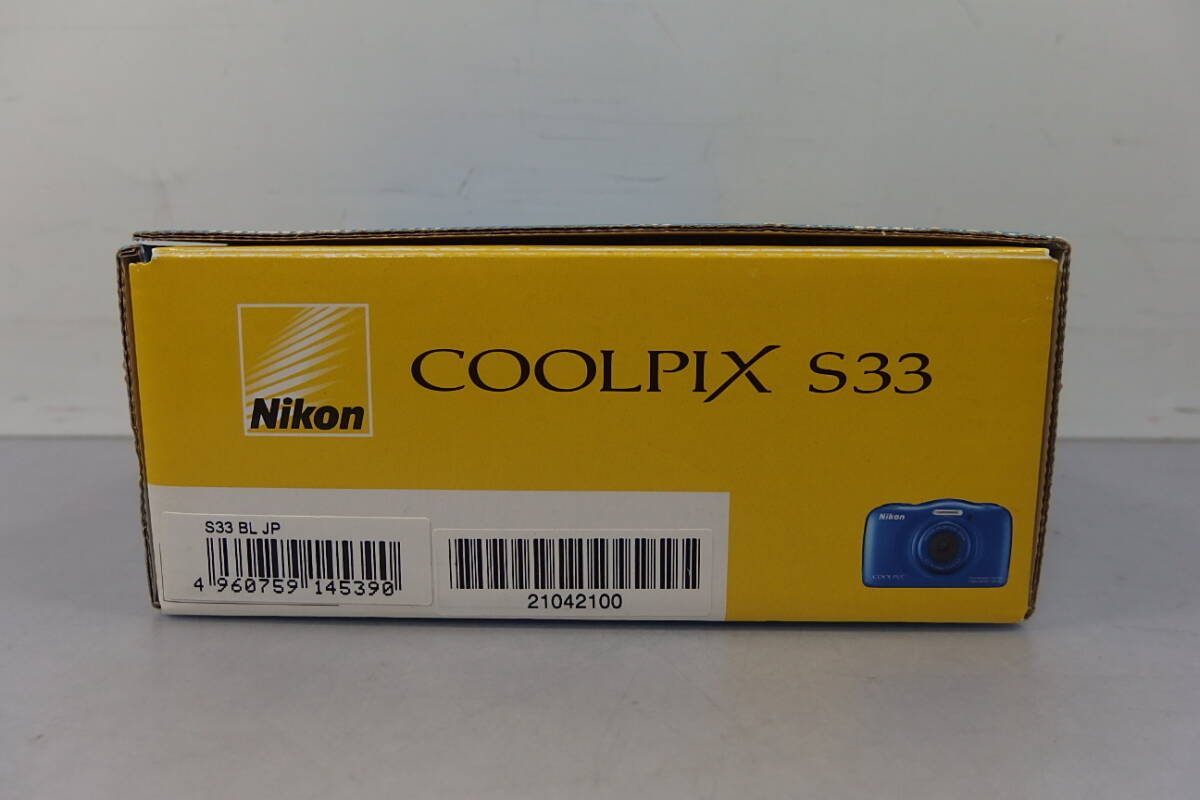 Nikon
COOLPIX S33
S33 BL JP
4 960759 145390
21042100
Nikon
COOLPIX